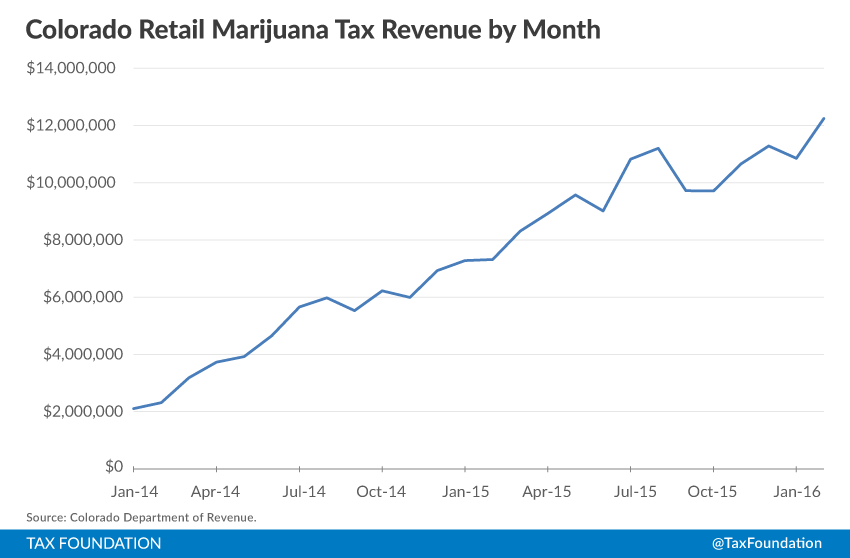 Colorado Retail Marijuana Tax Revenue by Month
$14,000,000
$12,000,000
$10,000,000
$8,000,000
$6,000,000
$4,000,000
$2,000,000
$0
Jan-14 Apr-14 Jul-14 Oct-14 Jan-15 Apr-15 Jul-15 Oct-15 Jan-16
Source: Colorado Department of Revenue.
TAX FOUNDATION @TaxFoundation